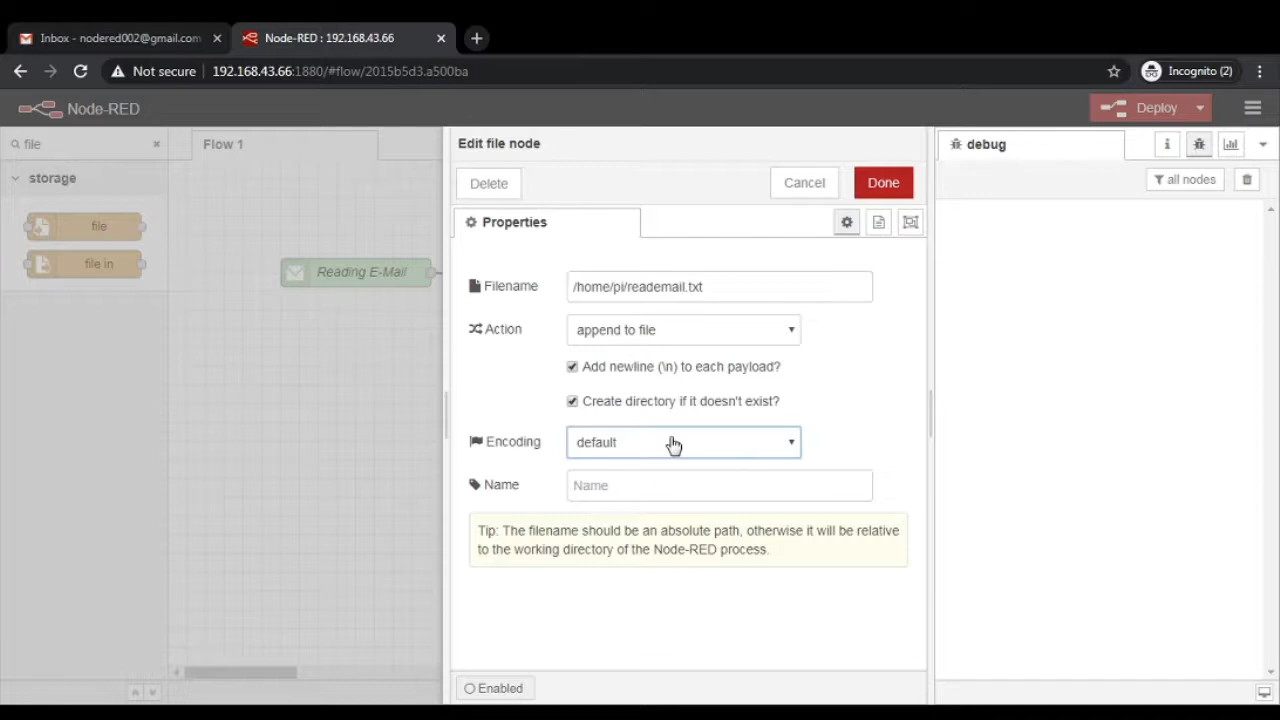 Inbox - nodered002@gmail.com
Node-RED : 192.168.43.66
Not secure
192.168.43.66:1880/#flow/2015b5d3.a500ba
Incognito (2)
Node-RED
Deploy
file
Flow 1
Edit file node
debug
storage
Delete
Cancel
Done
all nodes
file
Properties
file in
Reading E-Mail
Filename
/home/pi/reademail.txt
Action
append to file
Add newline (\n) to each payload?
Create directory if it doesn't exist?
Encoding
default
Name
Name
Tip: The filename should be an absolute path, otherwise it will be relative
to the working directory of the Node-RED process.
Enabled